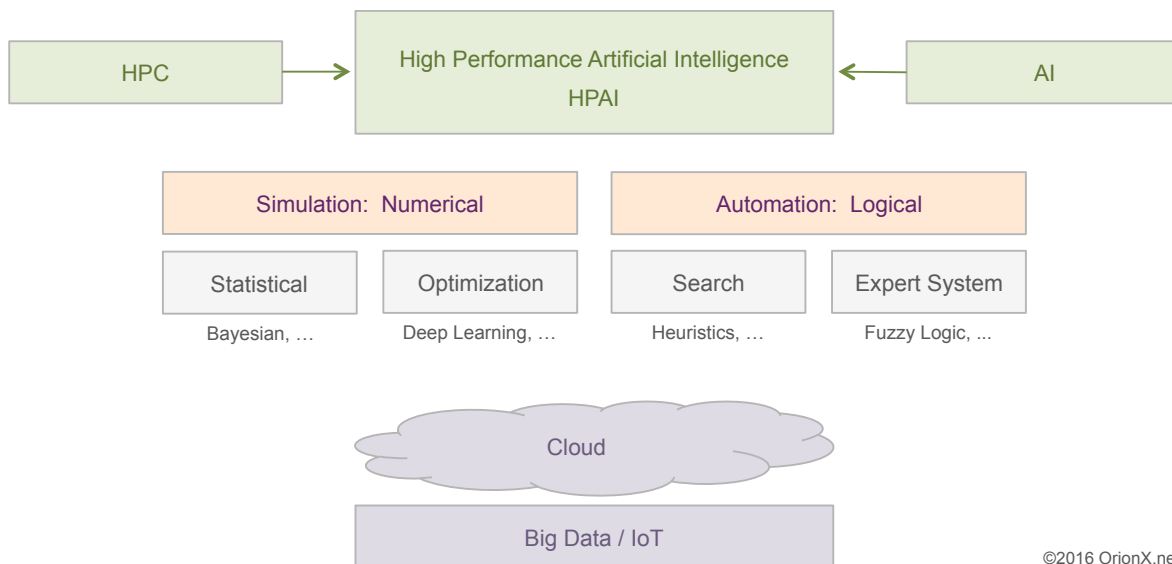 HPC
High Performance Artificial Intelligence
HPAI
AI
Simulation: Numerical
Automation: Logical
Statistical
Optimization
Search
Expert System
Bayesian, …
Deep Learning, …
Heuristics, …
Fuzzy Logic, ...
Cloud
Big Data / IoT
©2016 OrionX.ne